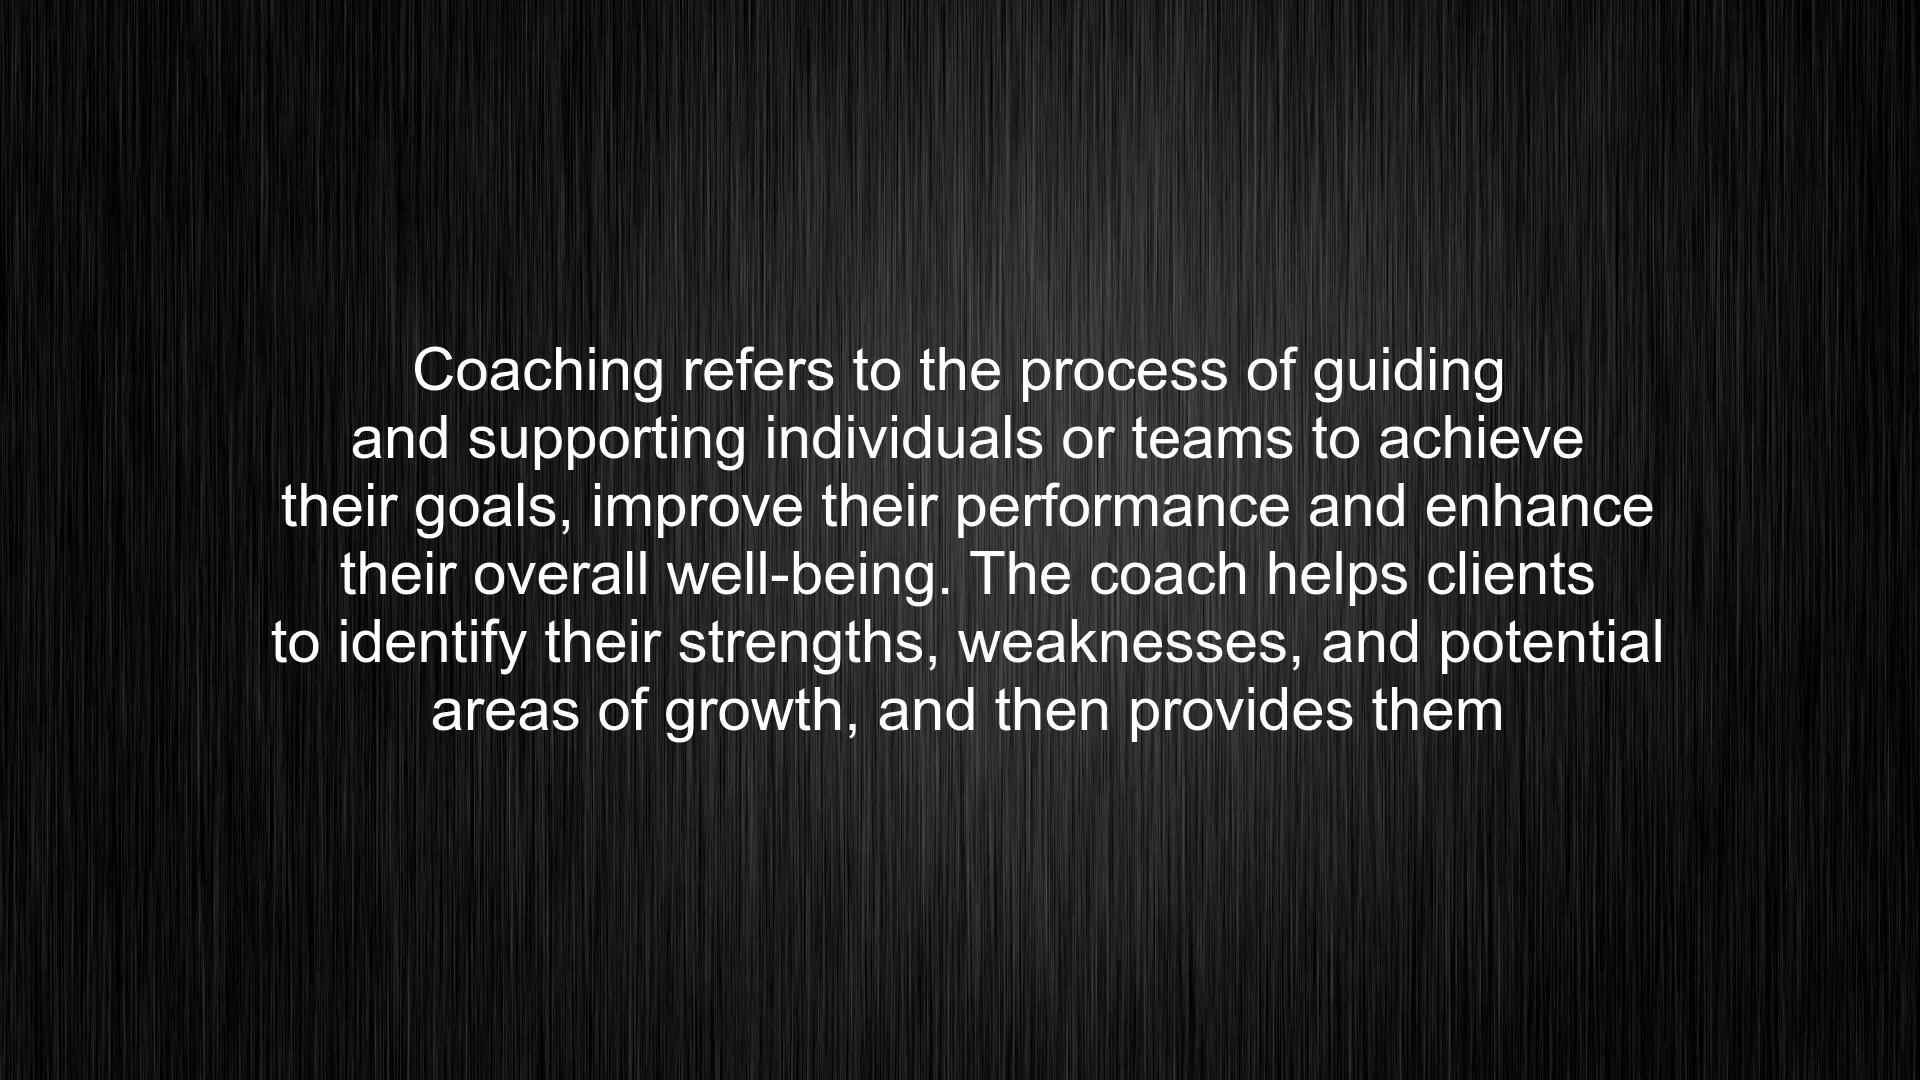 Coaching refers to the process of guiding
and supporting individuals or teams to achieve
their goals, improve their performance and enhance
their overall well-being. The coach helps clients
to identify their strengths, weaknesses, and potential
areas of growth, and then provides them